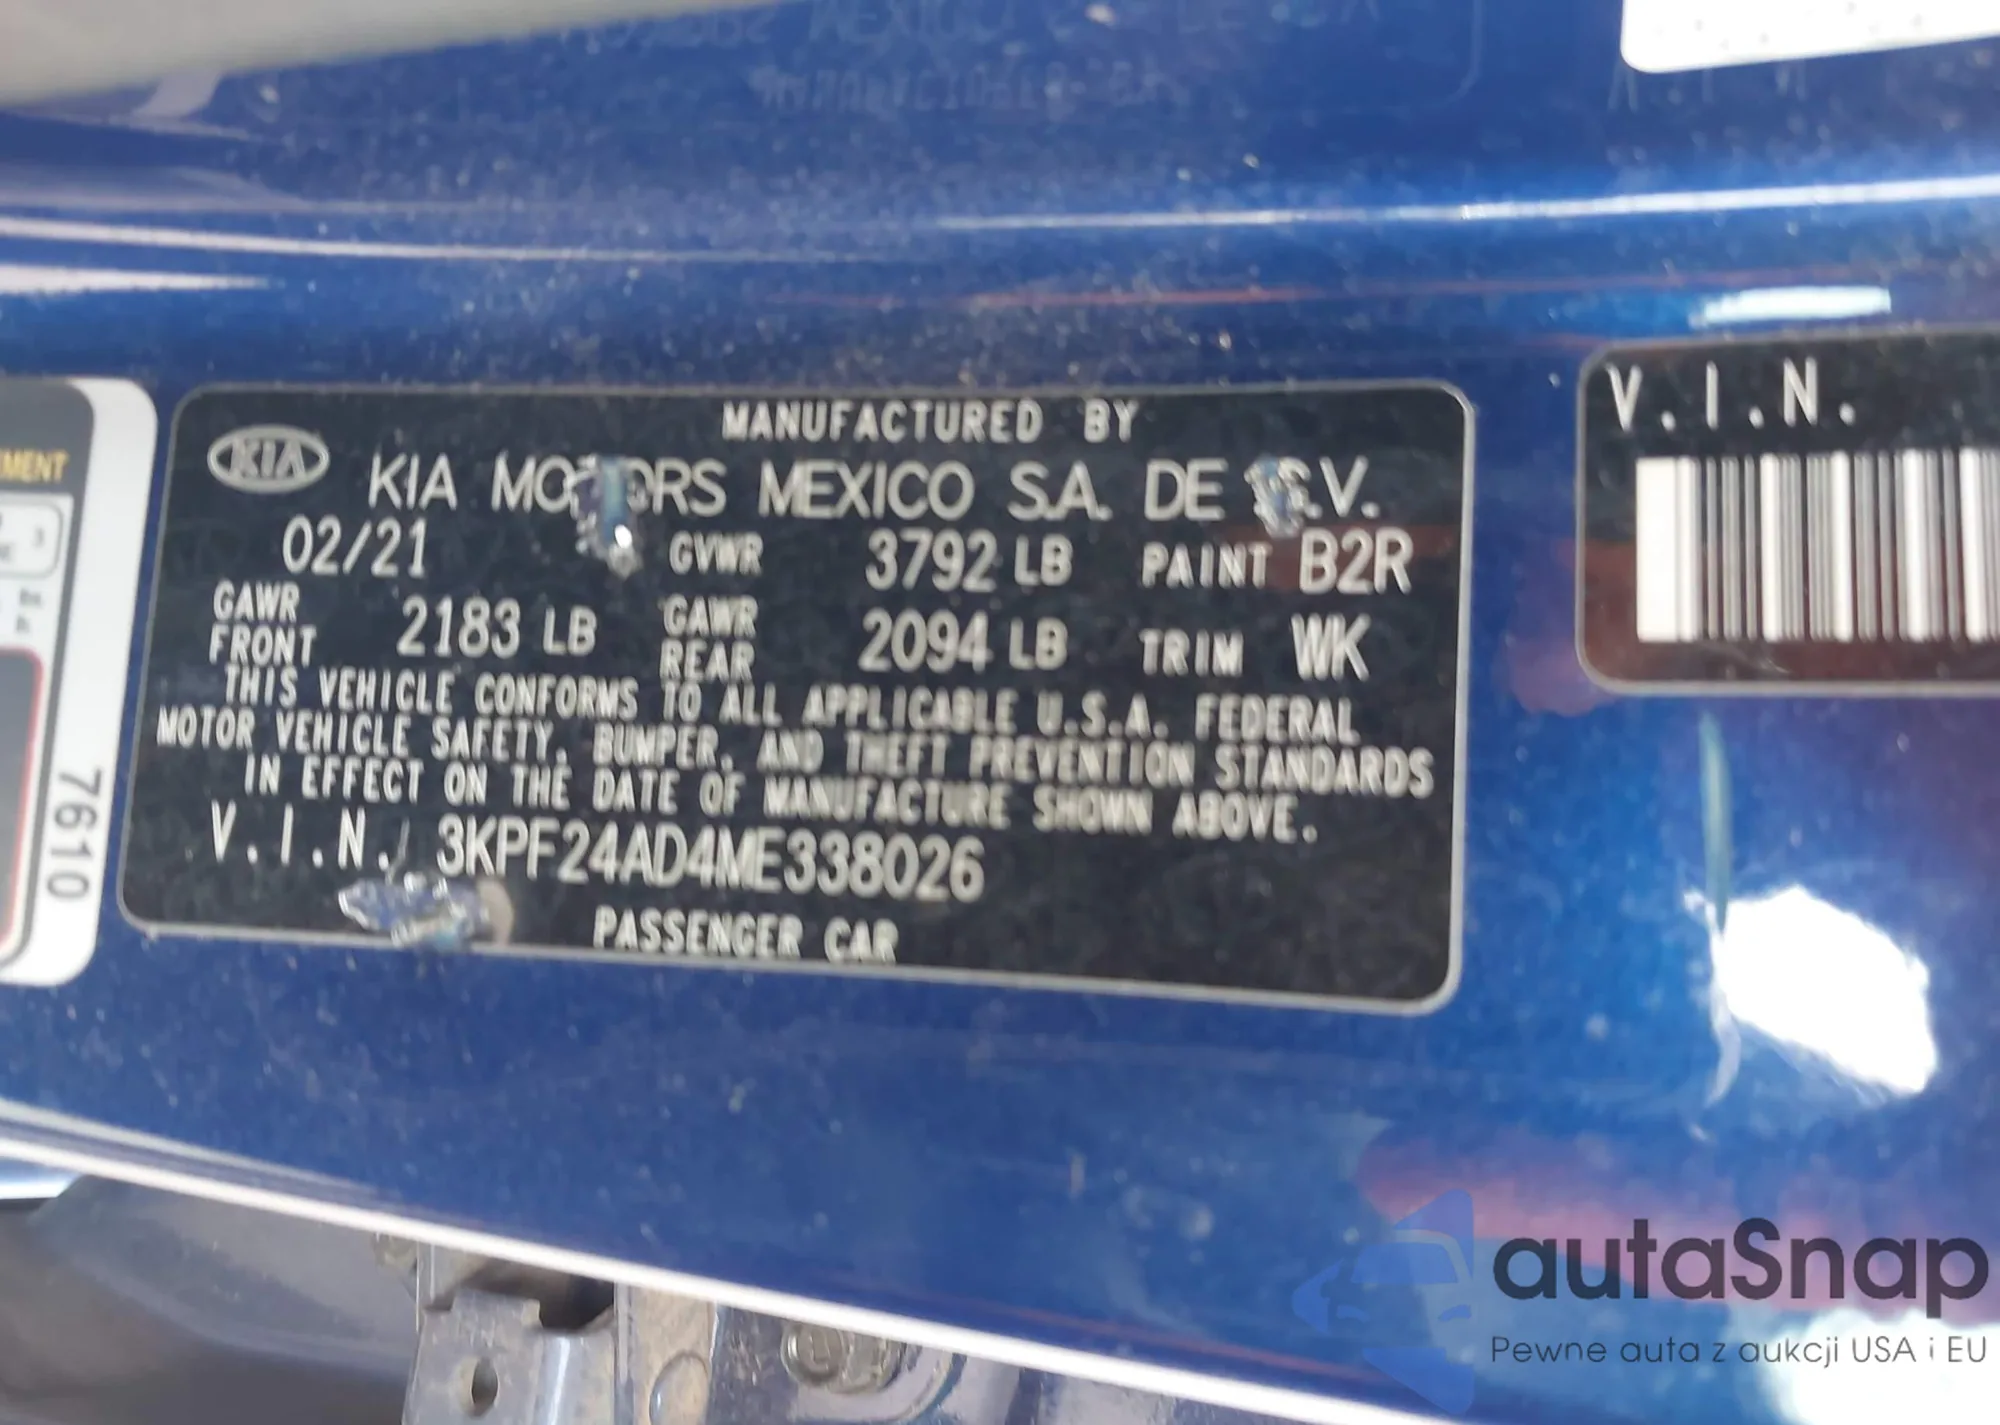 MANUFACTURED BY
KIA KIA MOTORS MEXICO S.A. DE C.V.
02/21 GVWR 3792 LB PAINT B2R
GAWR FRONT 2183 LB GAWR REAR 2094 LB TRIM WK
THIS VEHICLE CONFORMS TO ALL APPLICABLE U.S.A. FEDERAL
MOTOR VEHICLE SAFETY, BUMPER, AND THEFT PREVENTION STANDARDS
IN EFFECT ON THE DATE OF MANUFACTURE SHOWN ABOVE.
V.I.N. 3KPF24AD4ME338026
PASSENGER CAR
V.I.N.
7610
autaSnap
Pewne auta z aukcji USA i EU